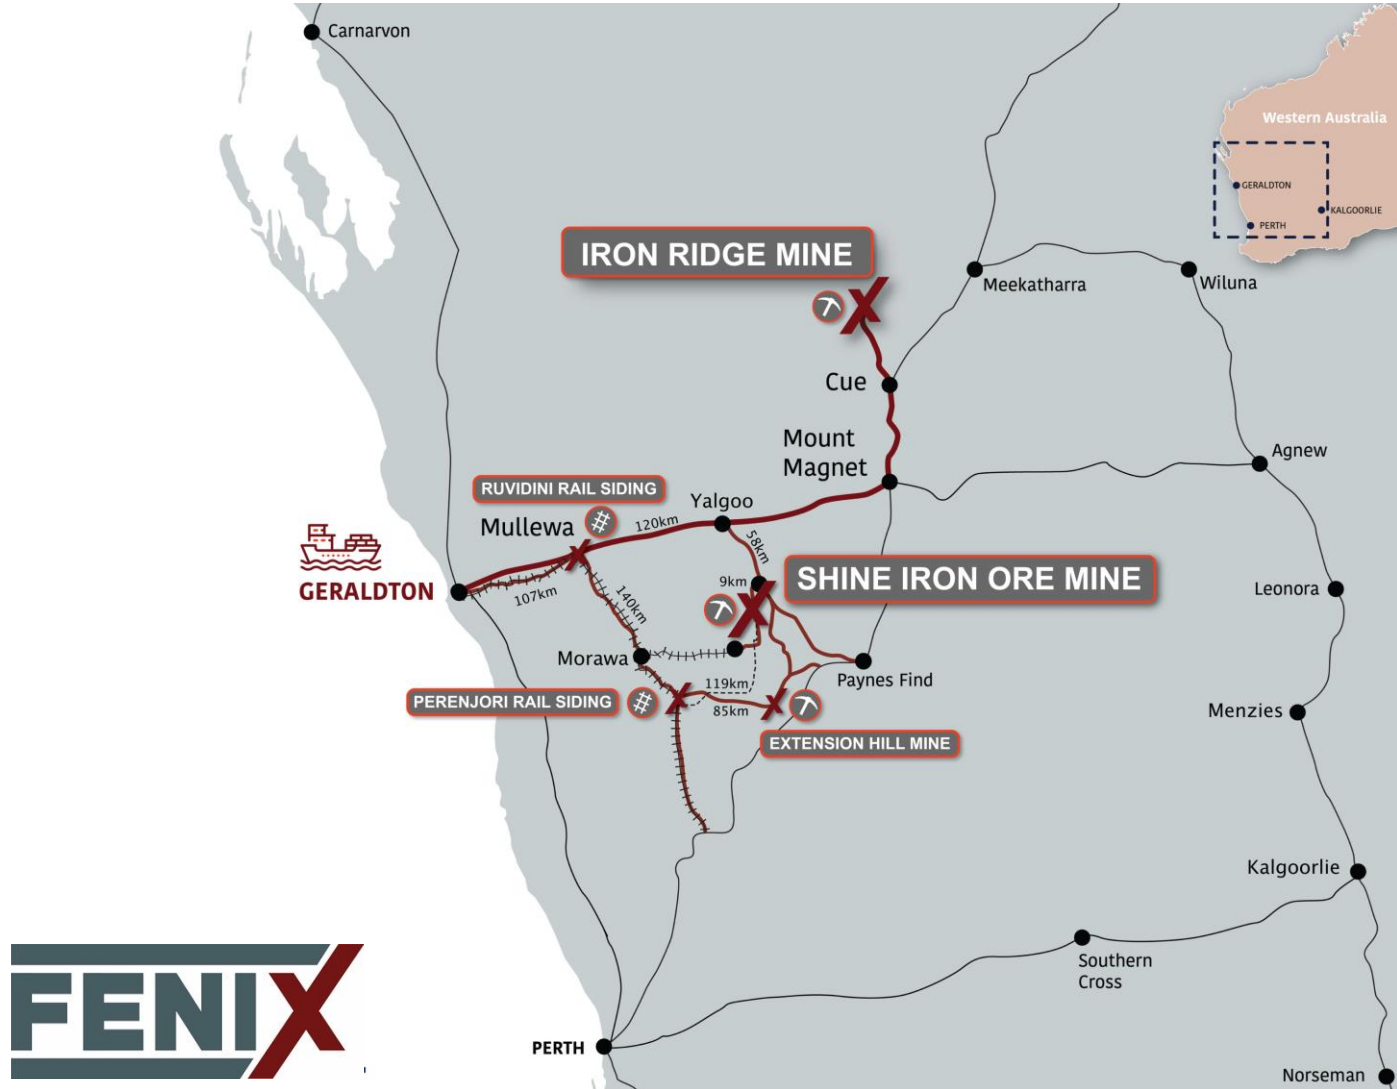 Carnarvon
Western Australia
GERALDTON
KALGOORLIE
PERTH
IRON RIDGE MINE
Meekatharra
Wiluna
Cue
Mount
Magnet
Agnew
RUVIDINI RAIL SIDING
Yalgoo
Mullewa
120km
58km
GERALDTON
107km
140km
9km
SHINE IRON ORE MINE
Leonora
Morawa
Paynes Find
119km
PERENJORI RAIL SIDING
85km
Menzies
EXTENSION HILL MINE
Kalgoorlie
Southern
Cross
FENIX
PERTH
Norseman